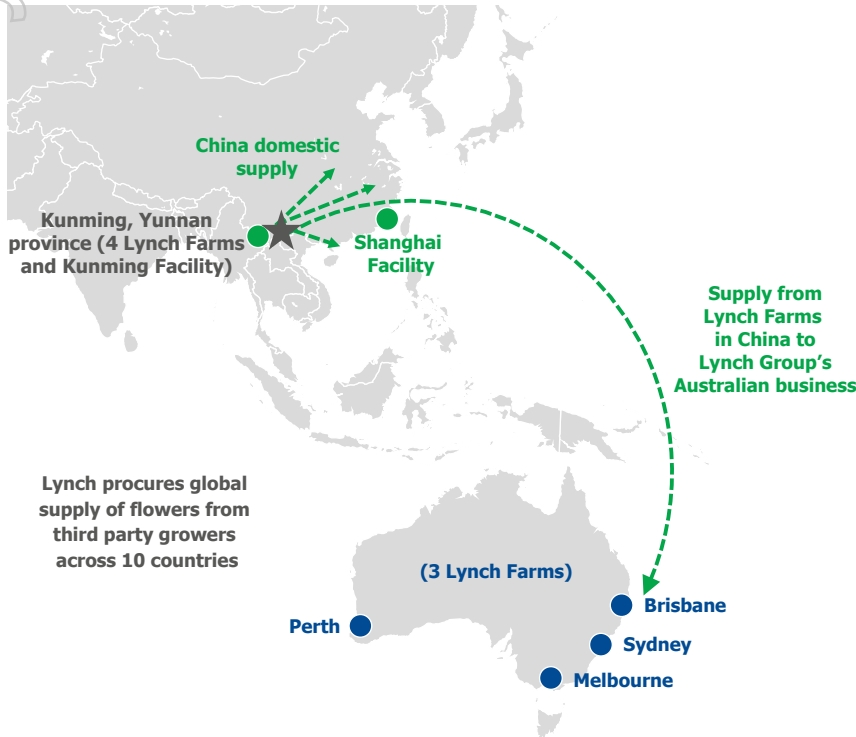 China domestic
supply
Kunming, Yunnan
province (4 Lynch Farms
and Kunming Facility)
Shanghai
Facility
Supply from
Lynch Farms
in China to
Lynch Group’s
Australian business
Lynch procures global
supply of flowers from
third party growers
across 10 countries
(3 Lynch Farms)
Perth
Brisbane
Sydney
Melbourne